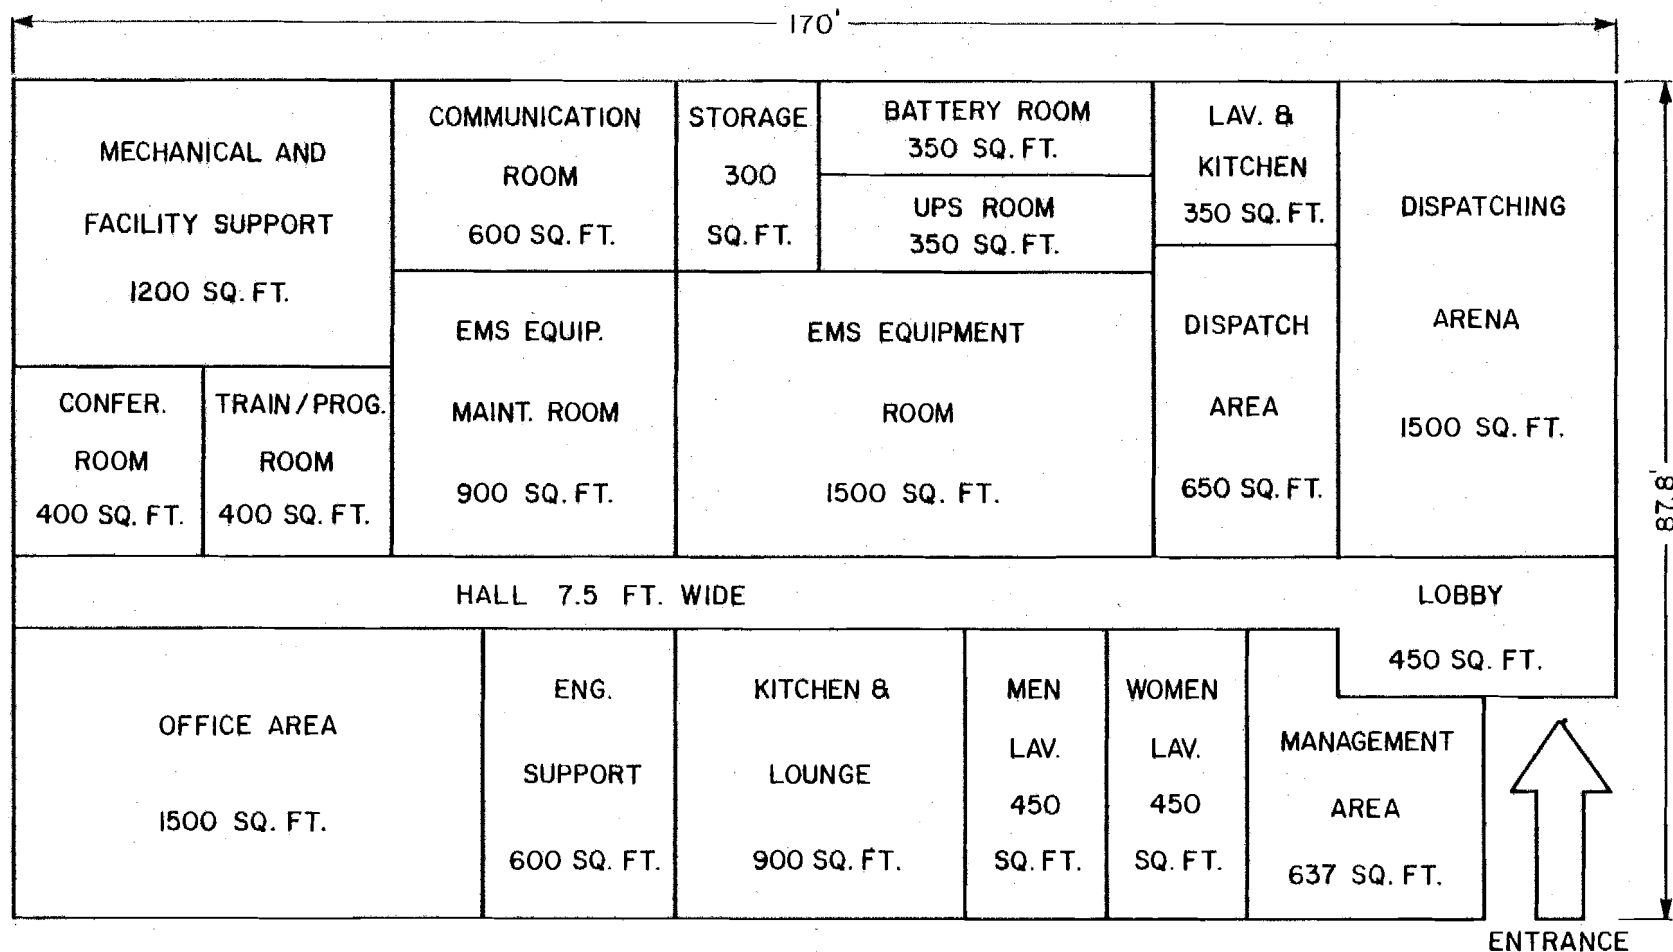 170'
MECHANICAL AND
FACILITY SUPPORT
1200 SQ. FT.
COMMUNICATION
ROOM
600 SQ. FT.
STORAGE
300
SQ. FT.
BATTERY ROOM
350 SQ. FT.
UPS ROOM
350 SQ. FT.
LAV. &
KITCHEN
350 SQ. FT.
DISPATCHING
ARENA
1500 SQ. FT.
CONFER.
ROOM
400 SQ. FT.
TRAIN/PROG.
ROOM
400 SQ. FT.
EMS EQUIP.
MAINT. ROOM
900 SQ. FT.
EMS EQUIPMENT
ROOM
1500 SQ. FT.
DISPATCH
AREA
650 SQ. FT.
87.8'
HALL 7.5 FT. WIDE
LOBBY
450 SQ. FT.
OFFICE AREA
1500 SQ. FT.
ENG.
SUPPORT
600 SQ. FT.
KITCHEN &
LOUNGE
900 SQ. FT.
MEN
LAV.
450
SQ. FT.
WOMEN
LAV.
450
SQ. FT.
MANAGEMENT
AREA
637 SQ. FT.
ENTRANCE